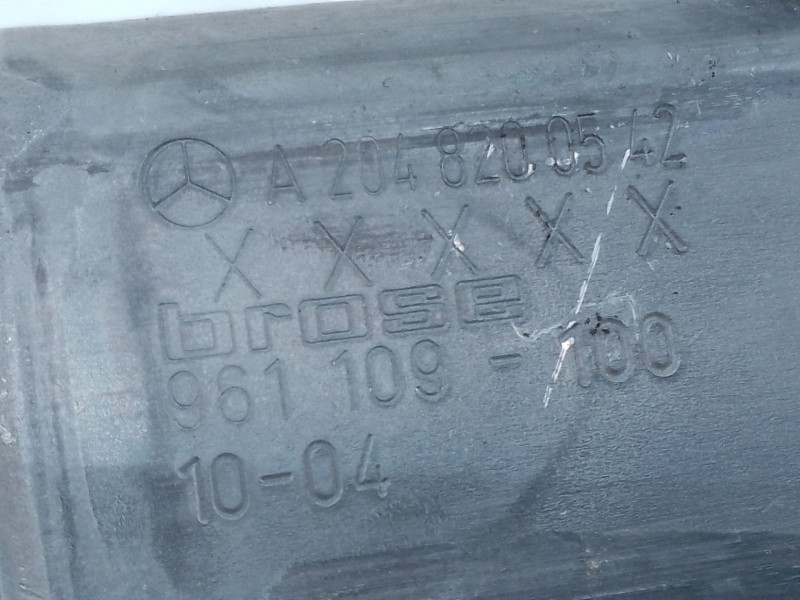 A 204 820 05 42
X X X X X
brose
961 109 - 100
10-04